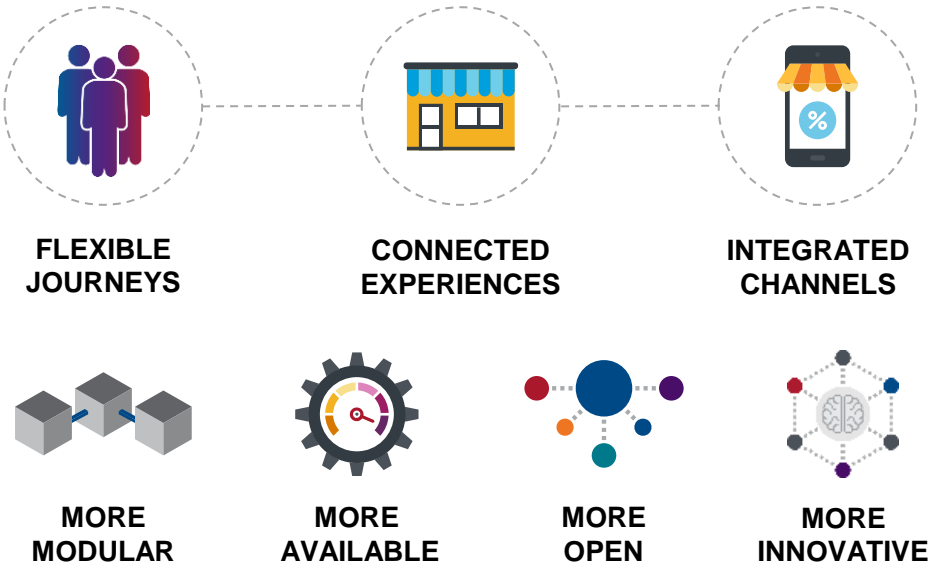 %
FLEXIBLE
JOURNEYS
CONNECTED
EXPERIENCES
INTEGRATED
CHANNELS
MORE
MODULAR
MORE
AVAILABLE
MORE
OPEN
MORE
INNOVATIVE